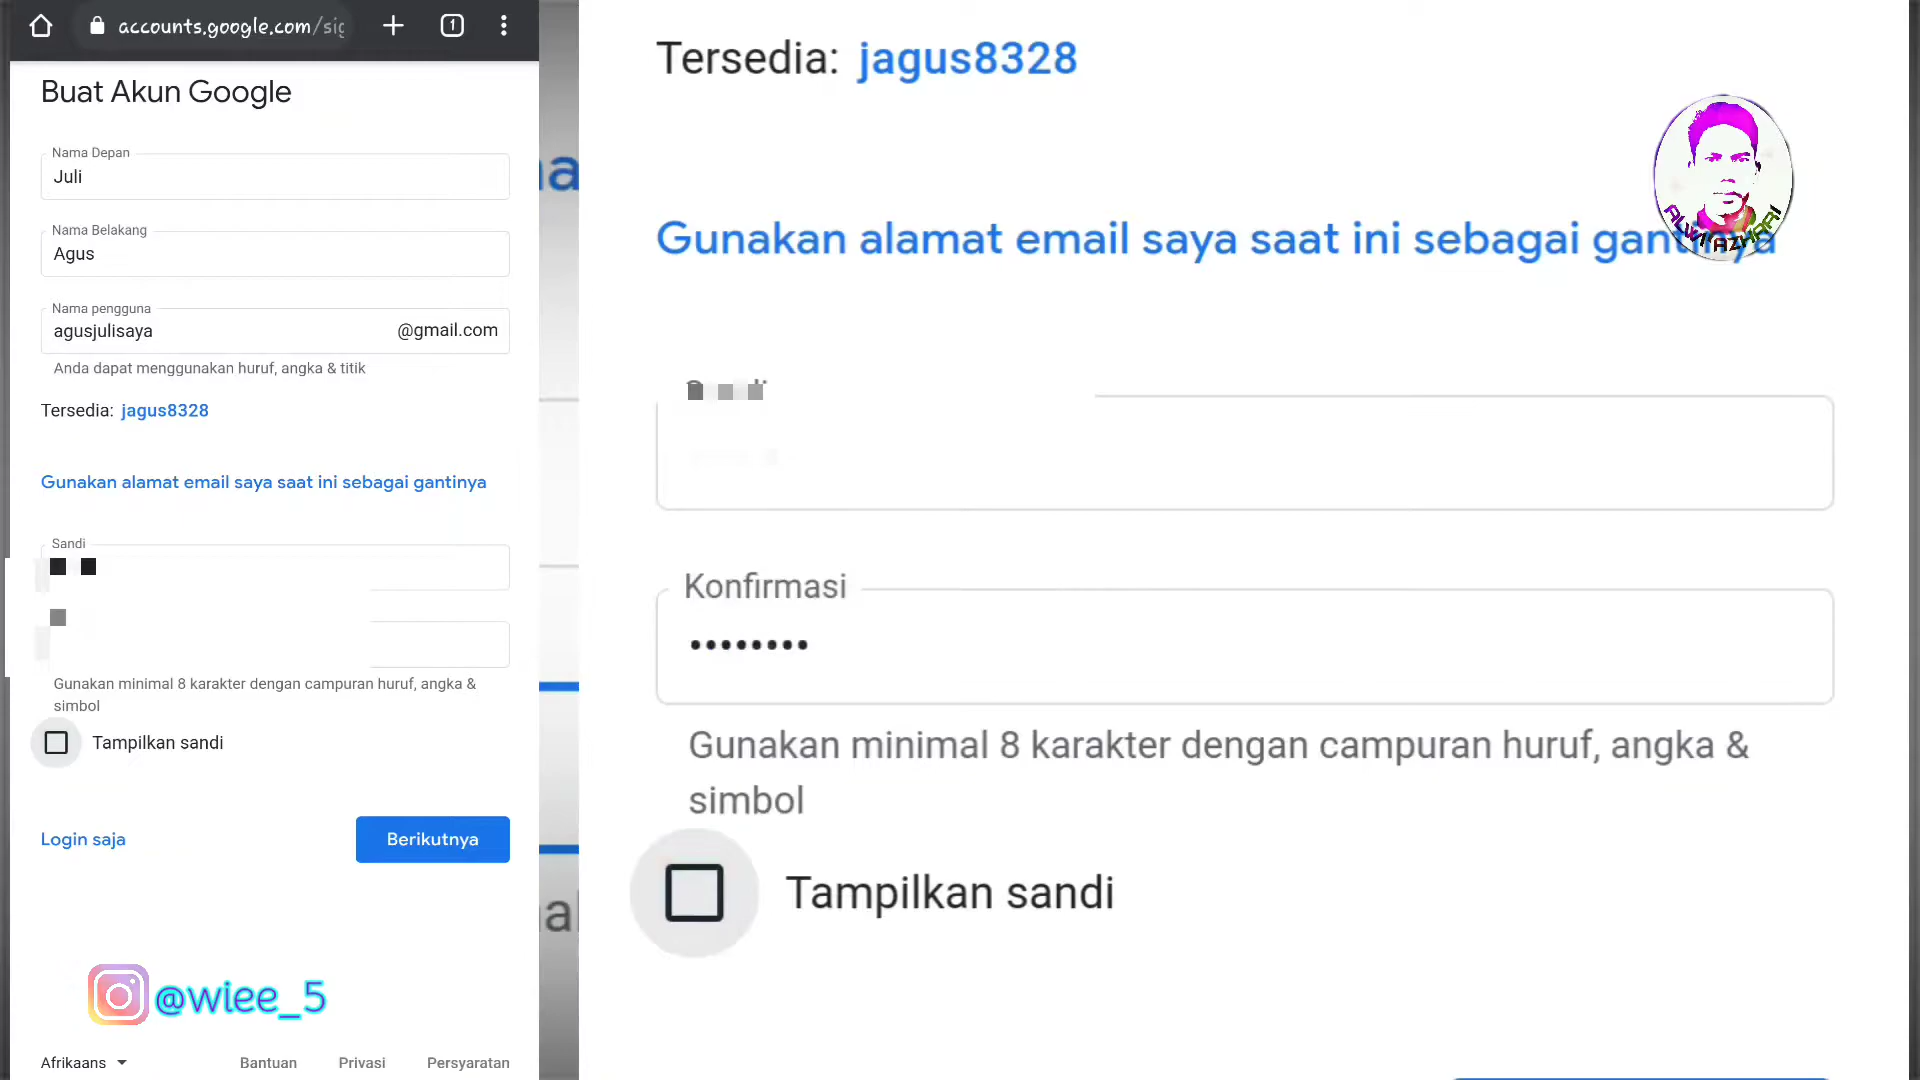 accounts.google.com/sig
1
Buat Akun Google
Nama Depan
Juli
Nama Belakang
Agus
Nama pengguna
agusjulisaya
@gmail.com
Anda dapat menggunakan huruf, angka & titik
Tersedia: jagus8328
Gunakan alamat email saya saat ini sebagai gantinya
Sandi
Gunakan minimal 8 karakter dengan campuran huruf, angka &
simbol
Tampilkan sandi
Login saja
Berikutnya
@wiee_5
Afrikaans
Bantuan
Privasi
Persyaratan
Tersedia: jagus8328
Gunakan alamat email saya saat ini sebagai gantinya
ALWI AZHARI
Konfirmasi
Gunakan minimal 8 karakter dengan campuran huruf, angka &
simbol
Tampilkan sandi